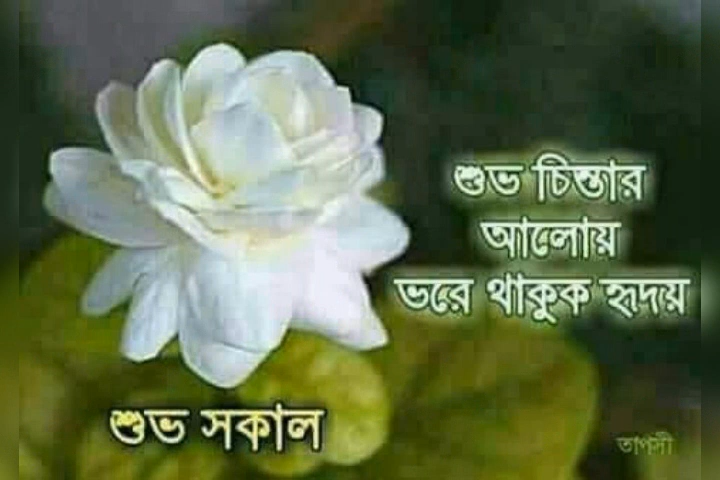 শুভ চিন্তার
আলোয়
ভরে থাকুক হৃদয়
শুভ সকাল
তাপসী